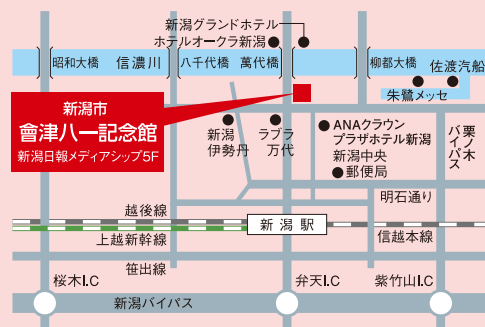 新潟グランドホテル
ホテルオークラ新潟
昭和大橋
信濃川
八千代橋
萬代橋
柳都大橋
佐渡汽船
朱鷺メッセ
新潟市
會津八一記念館
新潟日報メディアシップ5F
新潟
伊勢丹
ラブラ
万代
ANAクラウン
プラザホテル新潟
新潟中央
郵便局
栗ノ木
バイパス
明石通り
越後線
新潟駅
上越新幹線
信越本線
笹出線
桜木I.C
弁天I.C
紫竹山I.C
新潟バイパス